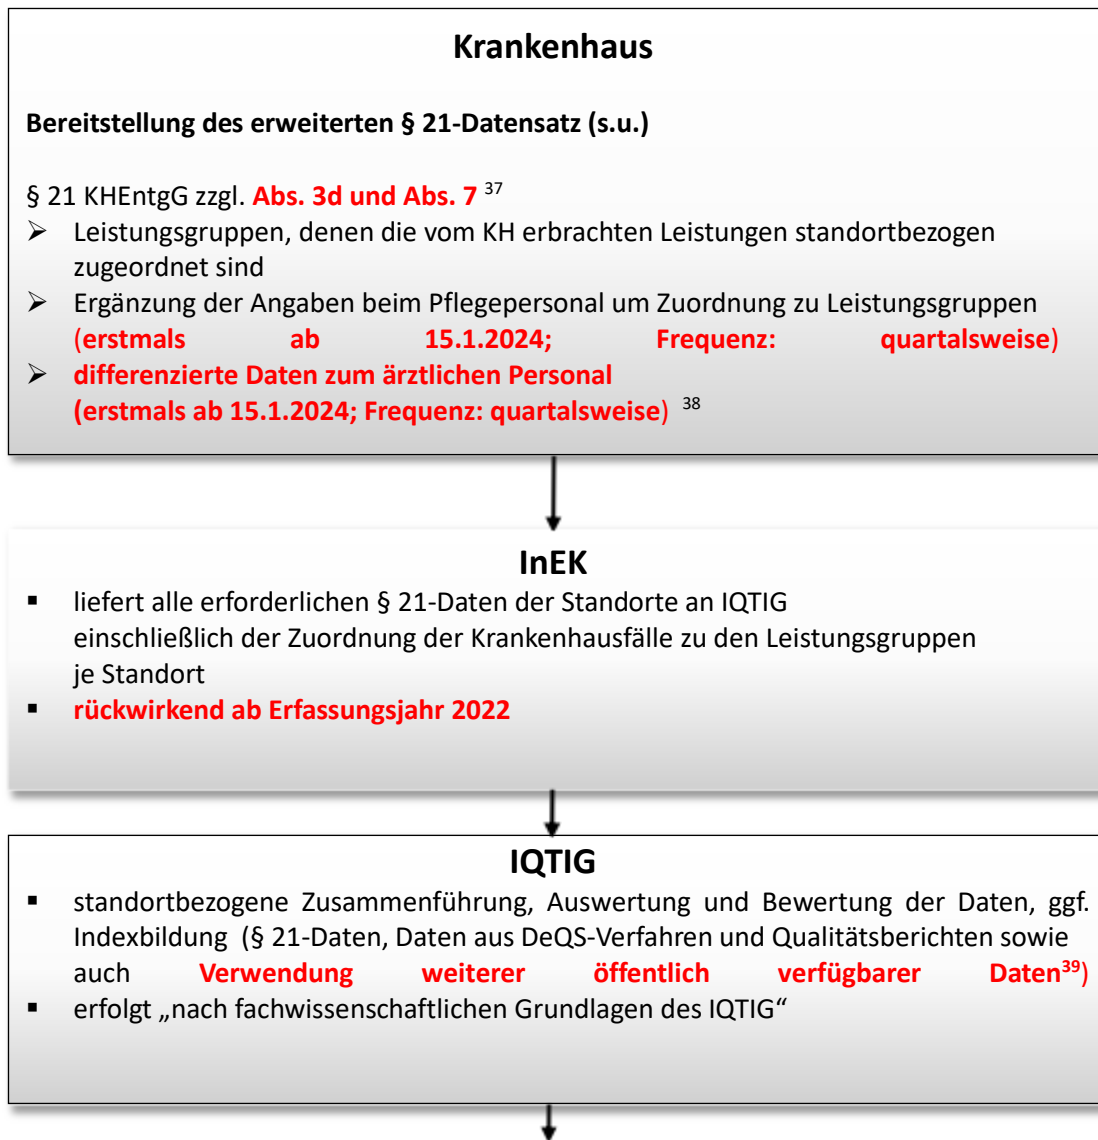 Krankenhaus
Bereitstellung des erweiterten § 21-Datensatz (s.u.)
§ 21 KHEntgG zzgl. Abs. 3d und Abs. 7 37
➢ Leistungsgruppen, denen die vom KH erbrachten Leistungen standortbezogen
zugeordnet sind
➢ Ergänzung der Angaben beim Pflegepersonal um Zuordnung zu Leistungsgruppen
(erstmals ab 15.1.2024; Frequenz: quartalsweise)
➢ differenzierte Daten zum ärztlichen Personal
(erstmals ab 15.1.2024; Frequenz: quartalsweise) 38
InEK
▪ liefert alle erforderlichen § 21-Daten der Standorte an IQTIG
einschließlich der Zuordnung der Krankenhausfälle zu den Leistungsgruppen
je Standort
▪ rückwirkend ab Erfassungsjahr 2022
IQTIG
▪ standortbezogene Zusammenführung, Auswertung und Bewertung der Daten, ggf.
Indexbildung (§ 21-Daten, Daten aus DeQS-Verfahren und Qualitätsberichten sowie
auch Verwendung weiterer öffentlich verfügbarer Daten39)
▪ erfolgt „nach fachwissenschaftlichen Grundlagen des IQTIG“